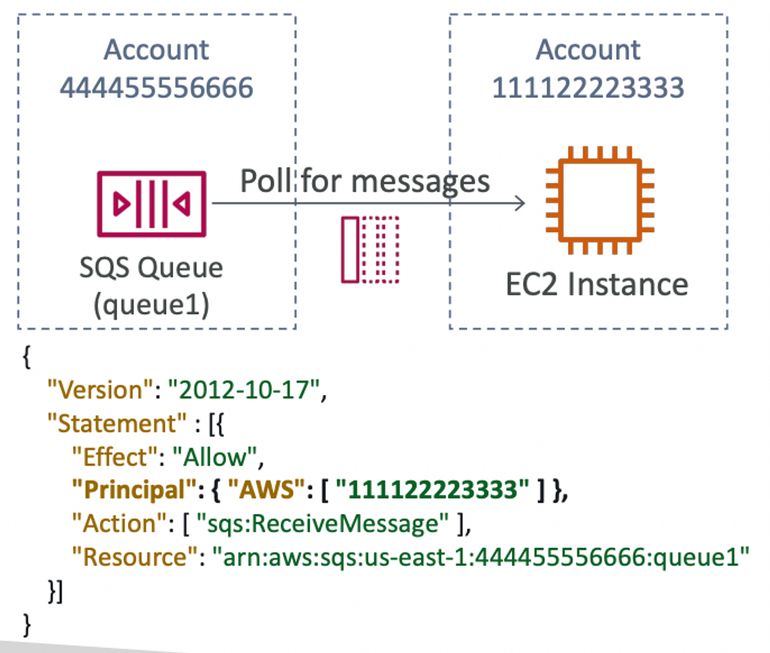 Account
444455556666
Account
111122223333
Poll for messages
SQS Queue
(queue1)
EC2 Instance
{
"Version": "2012-10-17",
"Statement" : [{
"Effect": "Allow",
"Principal": { "AWS": [ "111122223333" ] },
"Action": [ "sqs:ReceiveMessage" ],
"Resource": "arn:aws:sqs:us-east-1:444455556666:queue1"
}]
}